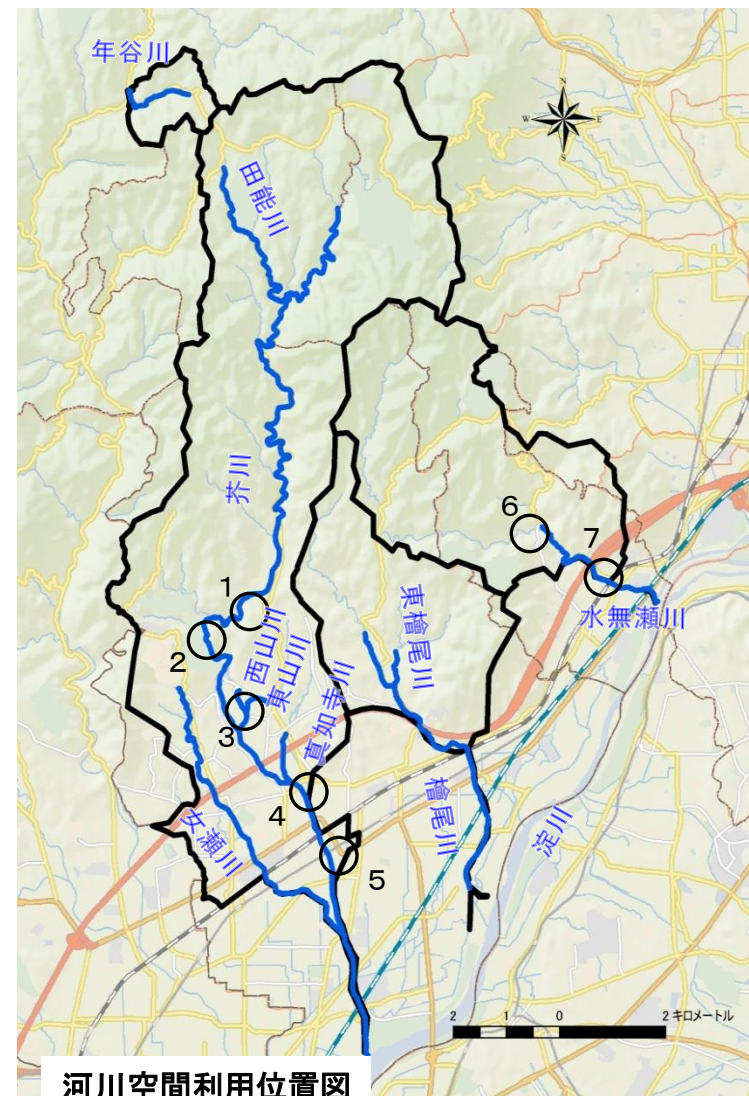 年谷川
N
W
E
S
田能川
芥川
6
7
1
水無瀬川
東檜尾川
西山川
2
東山川
真如寺川
3
檜尾川
4
女瀬川
淀川
5
2 1 0 2 キロメートル
河川空間利用位置図